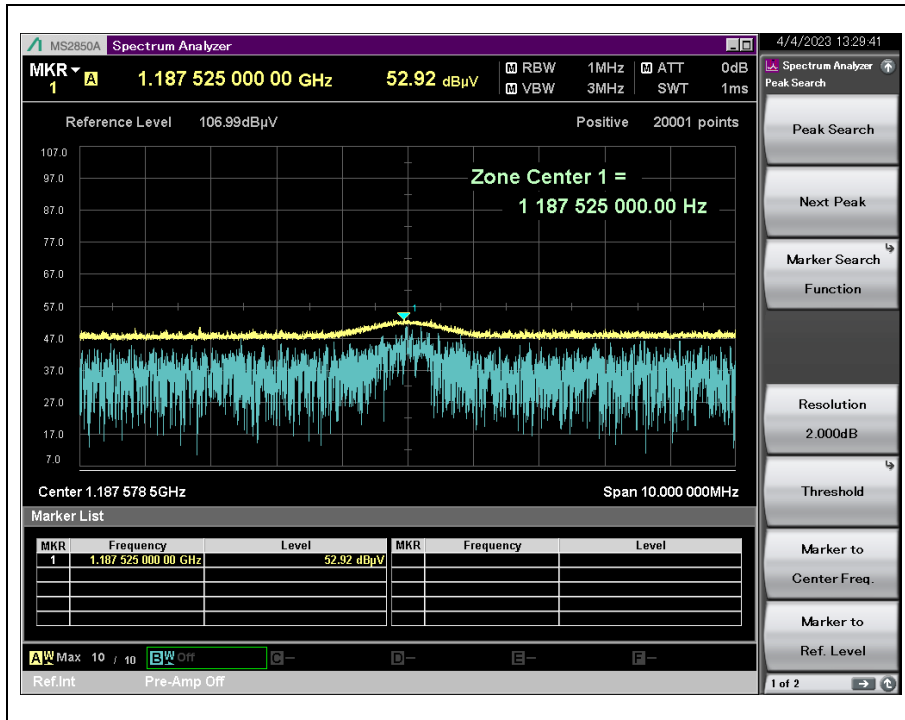 MS2850A Spectrum Analyzer
4/4/2023 13:29:41
MKR 1 A 1.187 525 000 00 GHz 52.92 dBµV
M RBW 1MHz M ATT 0dB
M VBW 3MHz SWT 1ms
Spectrum Analyzer
Peak Search
Reference Level 106.99dBµV Positive 20001 points
107.0
97.0
87.0
77.0
67.0
57.0
47.0
37.0
27.0
17.0
7.0
Zone Center 1 =
1 187 525 000.00 Hz
1
Center 1.187 578 5GHz Span 10.000 000MHz
Marker List
MKR Frequency Level MKR Frequency Level
1 1.187 525 000 00 GHz 52.92 dBµV
A W Max 10 / 10 B W Off C – D – E – F –
Ref.Int Pre-Amp Off
Peak Search
Next Peak
Marker Search
Function
Resolution
2.000dB
Threshold
Marker to
Center Freq.
Marker to
Ref. Level
1 of 2